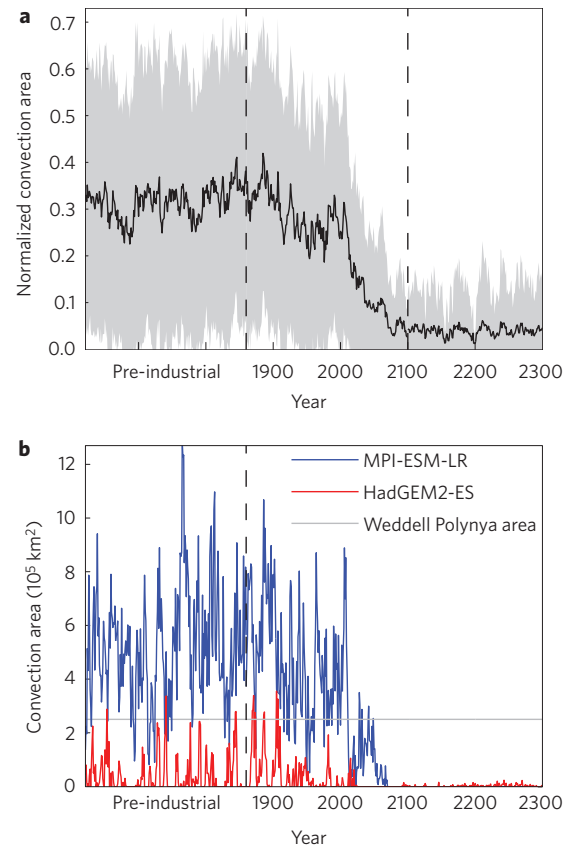 a
0.7
0.6
0.5
0.4
0.3
0.2
0.1
0.0
Normalized convection area
Pre-industrial 1900 2000 2100 2200 2300
Year
b
12
10
8
6
4
2
0
Convection area (10⁵ km²)
MPI-ESM-LR
HadGEM2-ES
Weddell Polynya area
Pre-industrial 1900 2000 2100 2200 2300
Year